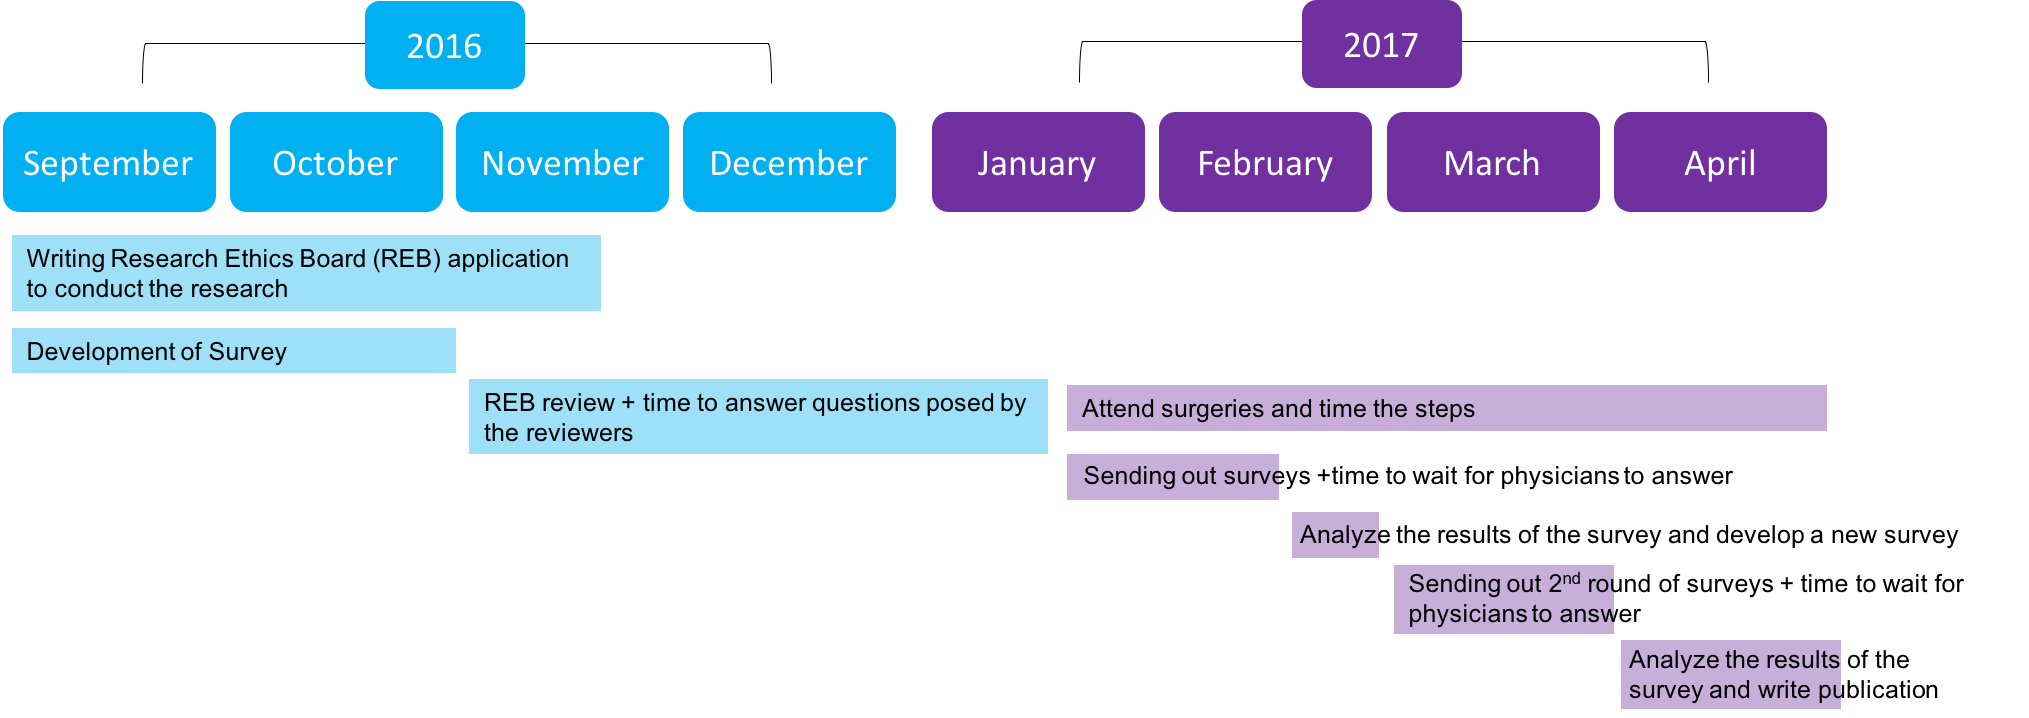 2016
2017
September
October
November
December
January
February
March
April
Writing Research Ethics Board (REB) application
to conduct the research
Development of Survey
REB review + time to answer questions posed by
the reviewers
Attend surgeries and time the steps
Sending out surveys +time to wait for physicians to answer
Analyze the results of the survey and develop a new survey
Sending out 2nd round of surveys + time to wait for
physicians to answer
Analyze the results of the
survey and write publication